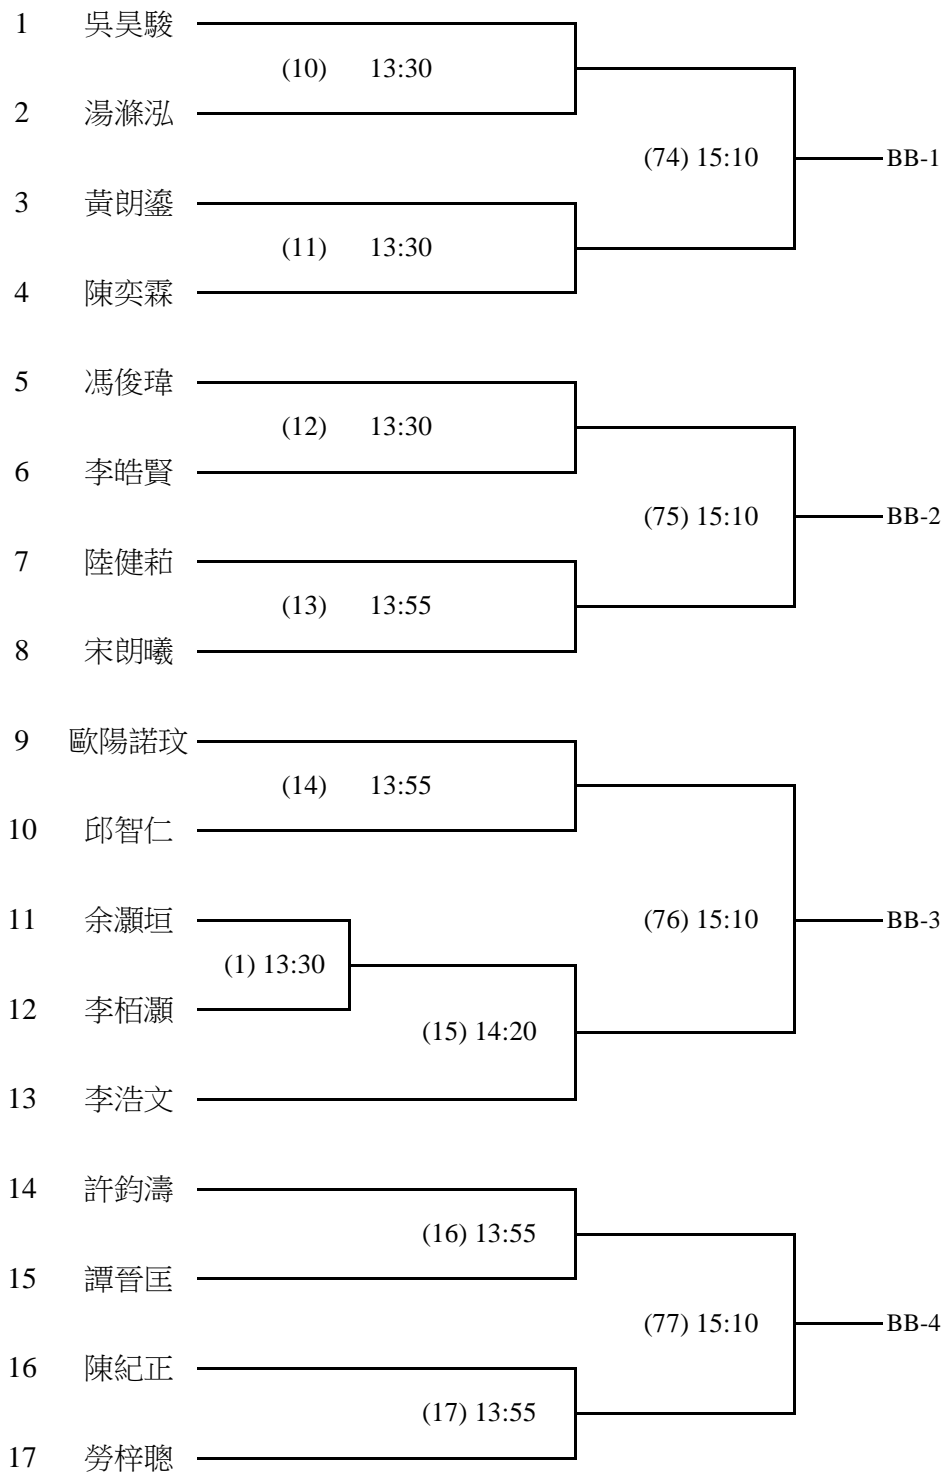 1 吳昊駿
(10) 13:30
2 湯滌泓
(74) 15:10 BB-1
3 黃朗鎏
(11) 13:30
4 陳奕霖
5 馮俊瑋
(12) 13:30
6 李皓賢
(75) 15:10 BB-2
7 陸健萿
(13) 13:55
8 宋朗曦
9 歐陽諾玟
(14) 13:55
10 邱智仁
11 余灝垣
(76) 15:10 BB-3
(1) 13:30
12 李栢灝
(15) 14:20
13 李浩文
14 許鈞濤
(16) 13:55
15 譚晉匡
(77) 15:10 BB-4
16 陳紀正
(17) 13:55
17 勞梓聰